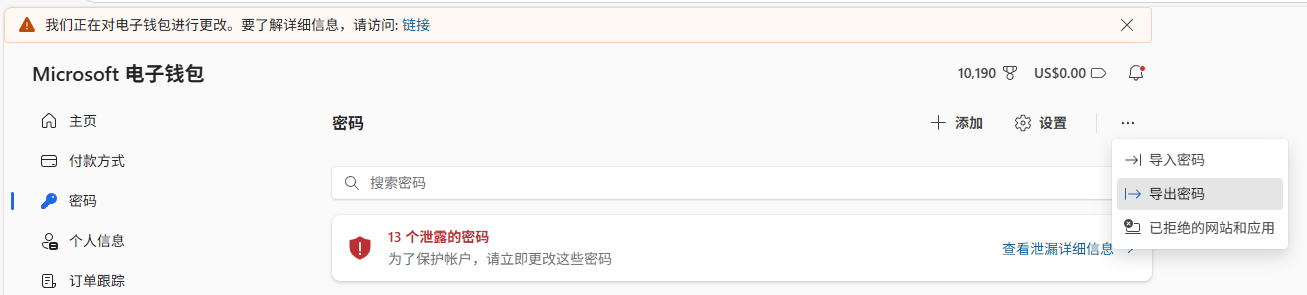 我们正在对电子钱包进行更改。要了解详细信息，请访问: 链接
Microsoft 电子钱包
10,190
US$0.00
主页
付款方式
密码
个人信息
订单跟踪
密码
添加
设置
导入密码
导出密码
已拒绝的网站和应用
搜索密码
13 个泄露的密码
为了保护帐户，请立即更改这些密码
查看泄漏详细信息